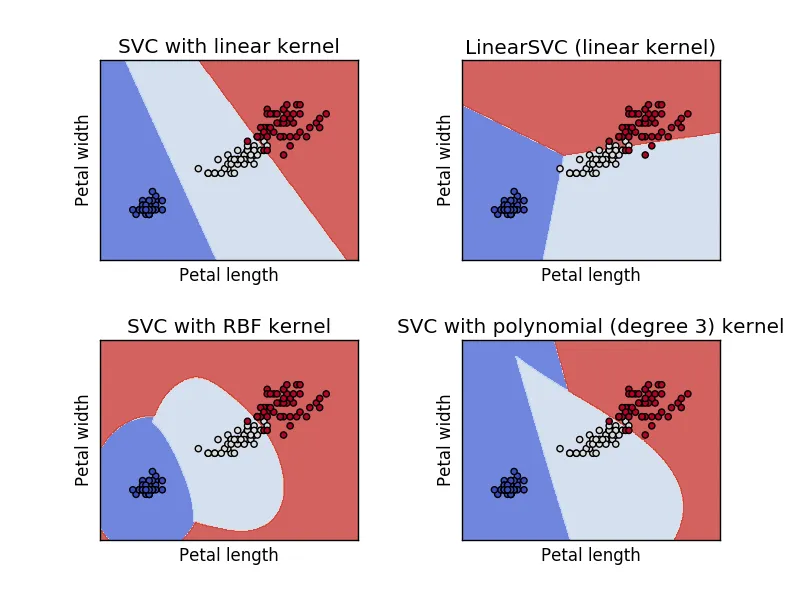 SVC with linear kernel
LinearSVC (linear kernel)
Petal width
Petal width
Petal length
Petal length
SVC with RBF kernel
SVC with polynomial (degree 3) kernel
Petal width
Petal width
Petal length
Petal length